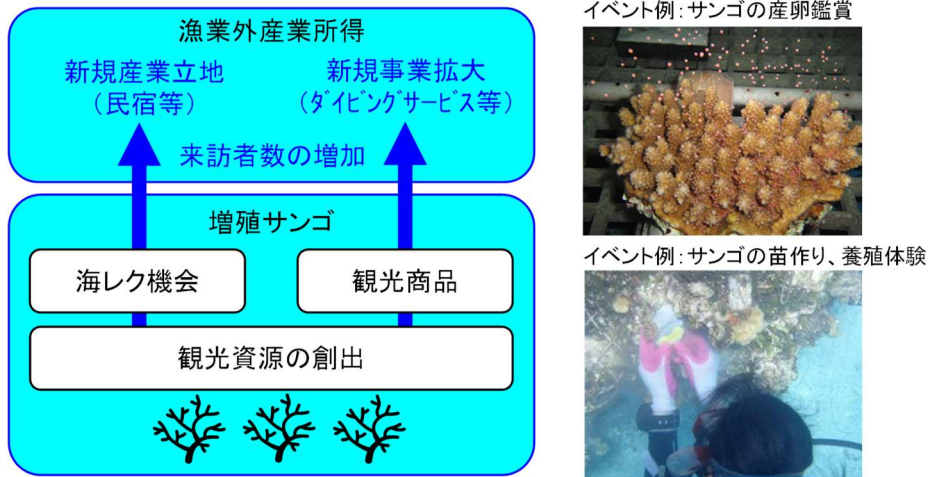 漁業外産業所得
新規産業立地
(民宿等)
新規事業拡大
(ﾀﾞｲﾋﾞﾝｸﾞサービス等)
来訪者数の増加
増殖サンゴ
海レク機会
観光商品
観光資源の創出
イベント例:サンゴの産卵鑑賞
イベント例:サンゴの苗作り、養殖体験